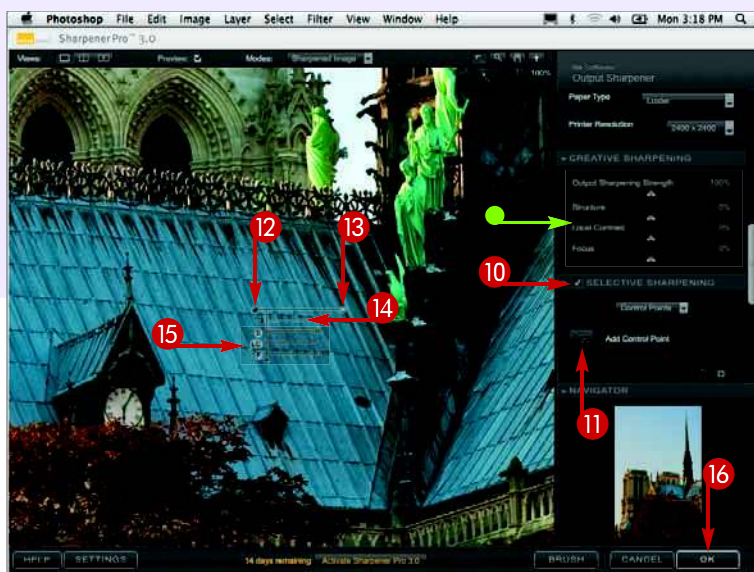 Photoshop File Edit Image Layer Select Filter View Window Help Mon 3:18 PM
SharpenerPro™ 3.0
Views: Preview: Modes: Sharpened Image
100%
Output Sharpener
Paper Type Luster
Printer Resolution 2400 x 2400
CREATIVE SHARPENING
Output Sharpening Strength 100%
Structure 0%
Local Contrast 0%
Focus 0%
12 13
10 SELECTIVE SHARPENING
14
Control Points
15
Add Control Point
11
NAVIGATOR
16
HELP SETTINGS 14 days remaining Activate Sharpener Pro 3.0 BRUSH CANCEL OK